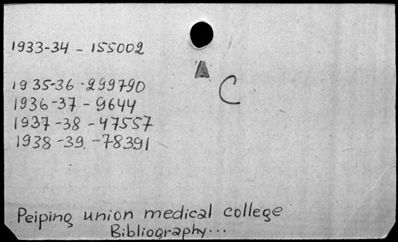 1933-34 - 155002
1935-36 - 299790
1936-37 - 9644
1937-38 - 47557
1938-39. - 78391
C
Peiping union medical college
Bibliography...